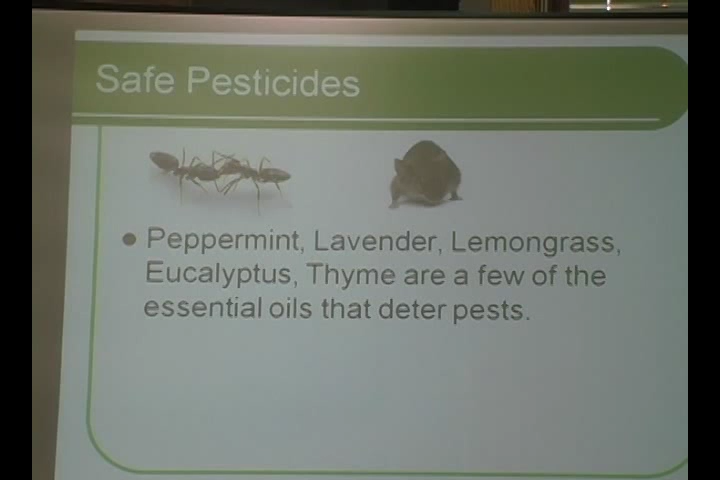 Safe Pesticides
Peppermint, Lavender, Lemongrass,
Eucalyptus, Thyme are a few of the
essential oils that deter pests.